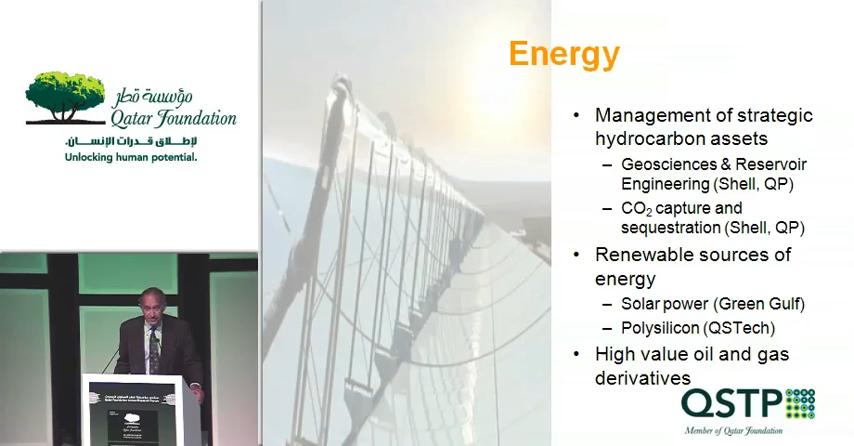 مؤسسة قطر
Qatar Foundation
لإطلاق قدرات الإنسان.
Unlocking human potential.
Energy
• Management of strategic
hydrocarbon assets
– Geosciences & Reservoir
Engineering (Shell, QP)
– CO₂ capture and
sequestration (Shell, QP)
• Renewable sources of
energy
– Solar power (Green Gulf)
– Polysilicon (QSTech)
• High value oil and gas
derivatives
QSTP
Member of Qatar Foundation